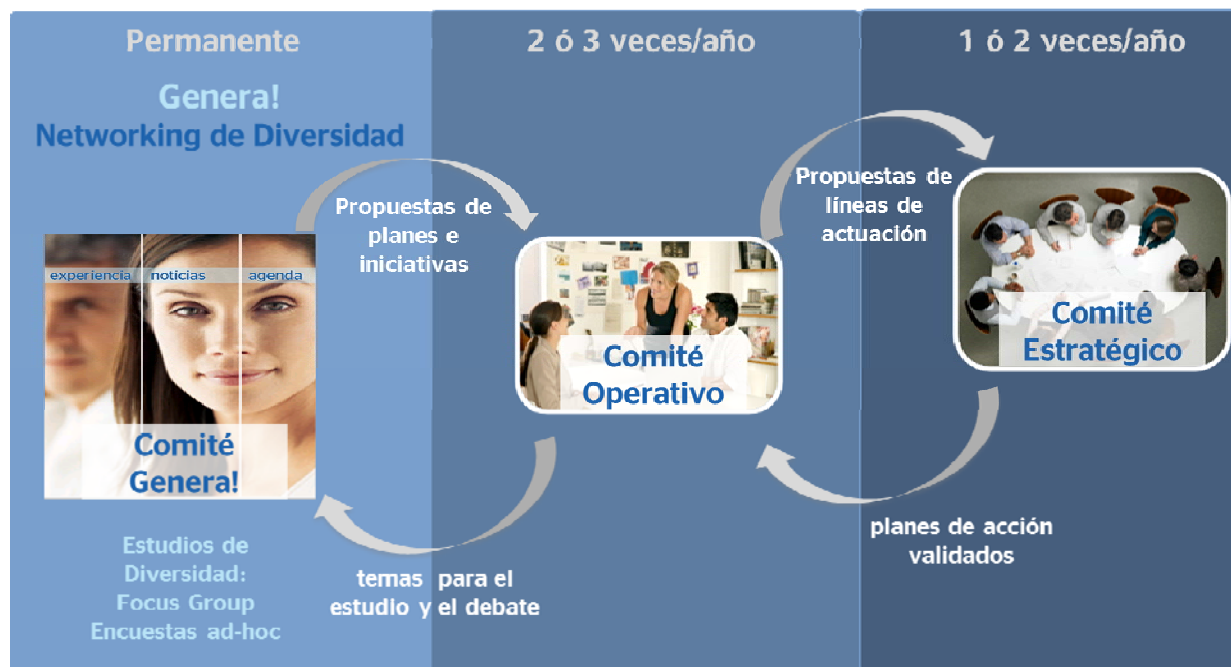 Permanente
2 ó 3 veces/año
1 ó 2 veces/año
Genera!
Networking de Diversidad
Propuestas de
planes e
iniciativas
Propuestas de
líneas de
actuación
experiencia
noticias
agenda
Comité
Genera!
Comité
Operativo
Comité
Estratégico
Estudios de
Diversidad:
Focus Group
Encuestas ad-hoc
temas para el
estudio y el debate
planes de acción
validados